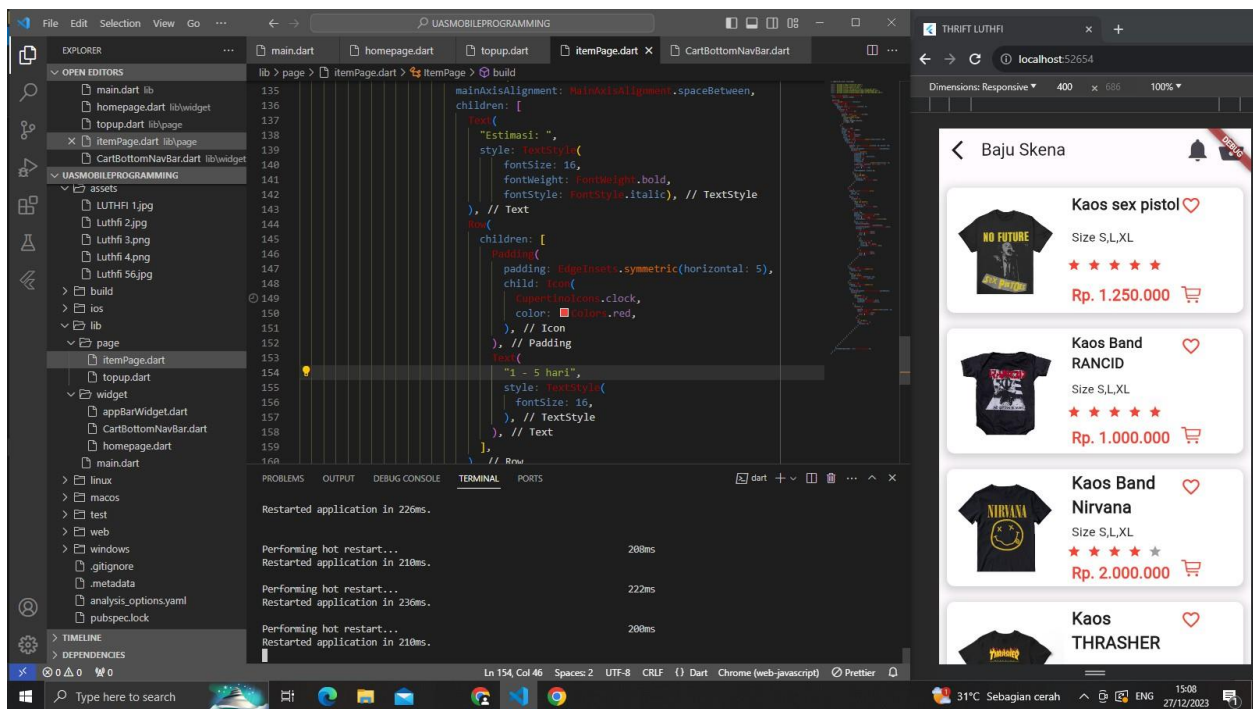 File Edit Selection View Go ··· UASMOBILEPROGRAMMING
EXPLORER ···
OPEN EDITORS
main.dart lib
homepage.dart lib\widget
topup.dart lib\page
itemPage.dart lib\page
CartBottomNavBar.dart lib\widget
UASMOBILEPROGRAMMING
assets
LUTHFI 1.jpg
Luthfi 2.jpg
Luthfi 3.png
Luthfi 4.png
Luthfi 56.jpg
build
ios
lib
page
itemPage.dart
topup.dart
widget
appBarWidget.dart
CartBottomNavBar.dart
homepage.dart
main.dart
linux
macos
test
web
windows
.gitignore
.metadata
analysis_options.yaml
pubspec.lock
TIMELINE
DEPENDENCIES
main.dart homepage.dart topup.dart itemPage.dart CartBottomNavBar.dart
lib > page > itemPage.dart > ItemPage > build
135 mainAxisAlignment: MainAxisAlignment.spaceBetween,
136 children: [
137 Text(
138 "Estimasi: ",
139 style: TextStyle(
140 fontSize: 16,
141 fontWeight: FontWeight.bold,
142 fontStyle: FontStyle.italic), // TextStyle
143 ), // Text
144 Row(
145 children: [
146 Padding(
147 padding: EdgeInsets.symmetric(horizontal: 5),
148 child: Icon(
149 CupertinoIcons.clock,
150 color: Colors.red,
151 ), // Icon
152 ), // Padding
153 Text(
154 "1 - 5 hari",
155 style: TextStyle(
156 fontSize: 16,
157 ), // TextStyle
158 ), // Text
159 ],
160 ) // Row
PROBLEMS OUTPUT DEBUG CONSOLE TERMINAL PORTS dart
Restarted application in 226ms.
Performing hot restart... 208ms
Restarted application in 210ms.
Performing hot restart... 222ms
Restarted application in 236ms.
Performing hot restart... 200ms
Restarted application in 210ms.
0 0 0 Ln 154, Col 46 Spaces: 2 UTF-8 CRLF {} Dart Chrome (web-javascript) Prettier
THRIFT LUTHFI
localhost:52654
Dimensions: Responsive 400 x 686 100%
Baju Skena
DEBUG
NO FUTURE
Kaos sex pistol
Size S,L,XL
Rp. 1.250.000
RANCID
Kaos Band
RANCID
Size S,L,XL
Rp. 1.000.000
NIRVANA
Kaos Band
Nirvana
Size S,L,XL
Rp. 2.000.000
THRASHER
Kaos
THRASHER
Type here to search
31°C Sebagian cerah ENG 15:08
27/12/2023